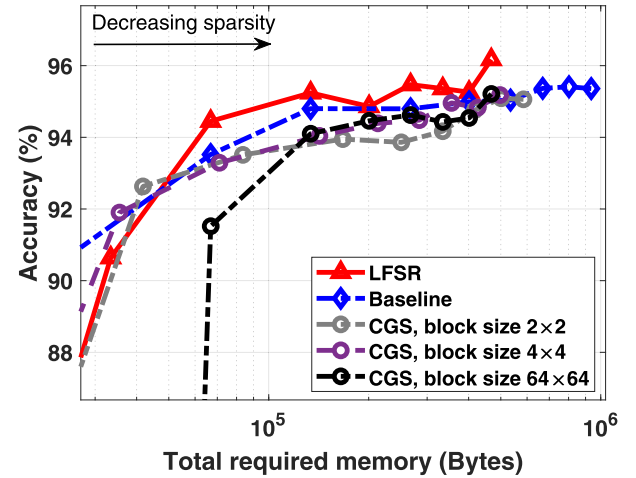 Decreasing sparsity
96
94
92
90
88
Accuracy (%)
LFSR
Baseline
CGS, block size 2×2
CGS, block size 4×4
CGS, block size 64×64
10^5
10^6
Total required memory (Bytes)